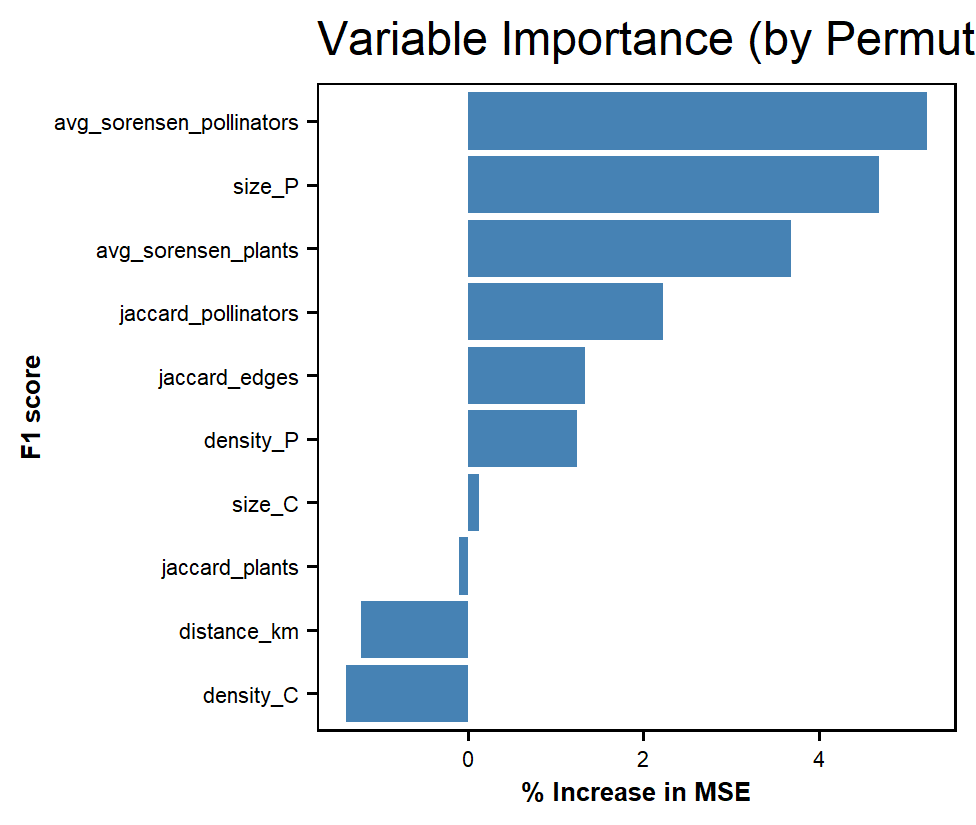 Variable Importance (by Permut
avg_sorensen_pollinators
size_P
avg_sorensen_plants
jaccard_pollinators
jaccard_edges
density_P
size_C
jaccard_plants
distance_km
density_C
F1 score
0 2 4
% Increase in MSE